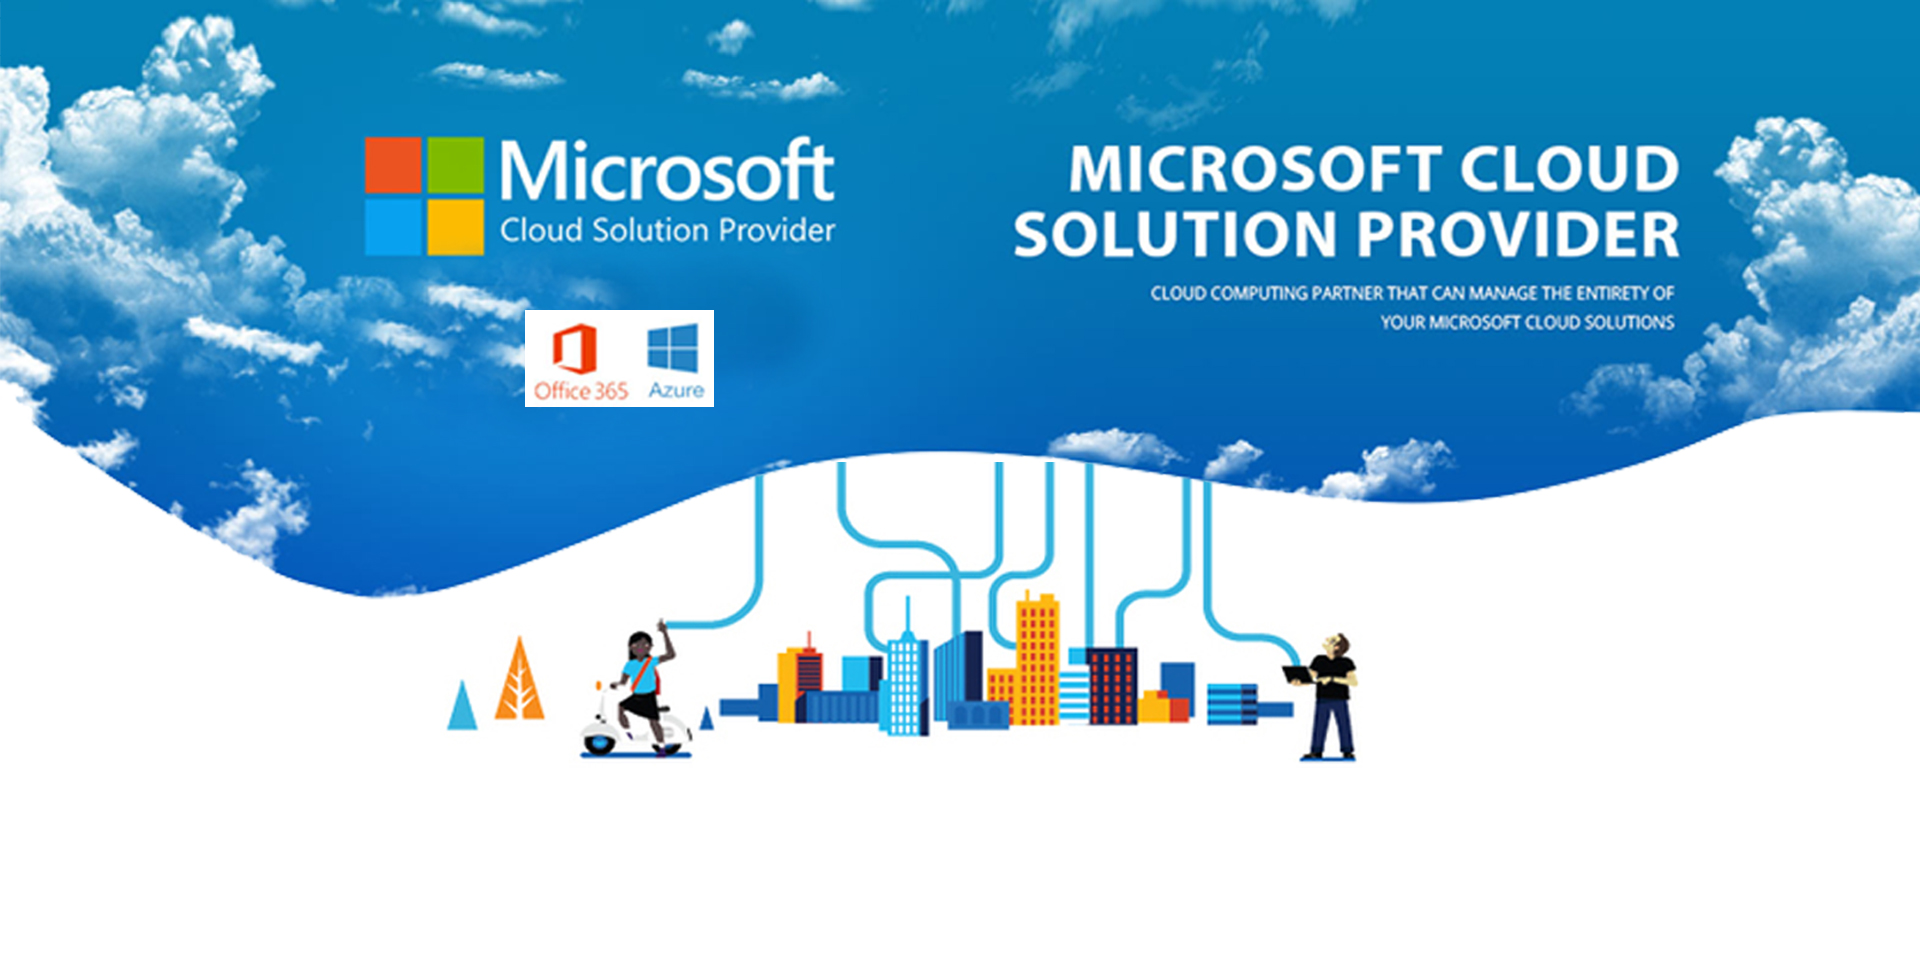 Microsoft
Cloud Solution Provider
Office 365
Azure
MICROSOFT CLOUD
SOLUTION PROVIDER
CLOUD COMPUTING PARTNER THAT CAN MANAGE THE ENTIRETY OF
YOUR MICROSOFT CLOUD SOLUTIONS